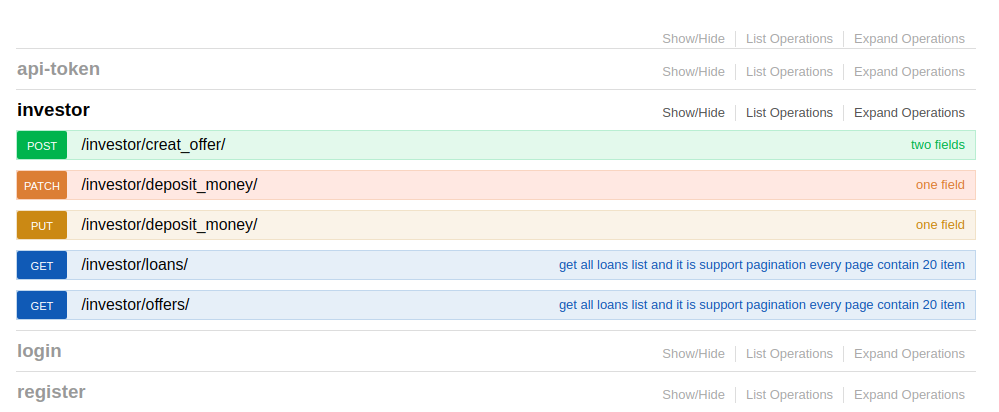 Show/Hide List Operations Expand Operations
api-token Show/Hide List Operations Expand Operations
investor Show/Hide List Operations Expand Operations
POST /investor/creat_offer/ two fields
PATCH /investor/deposit_money/ one field
PUT /investor/deposit_money/ one field
GET /investor/loans/ get all loans list and it is support pagination every page contain 20 item
GET /investor/offers/ get all loans list and it is support pagination every page contain 20 item
login Show/Hide List Operations Expand Operations
register Show/Hide List Operations Expand Operations